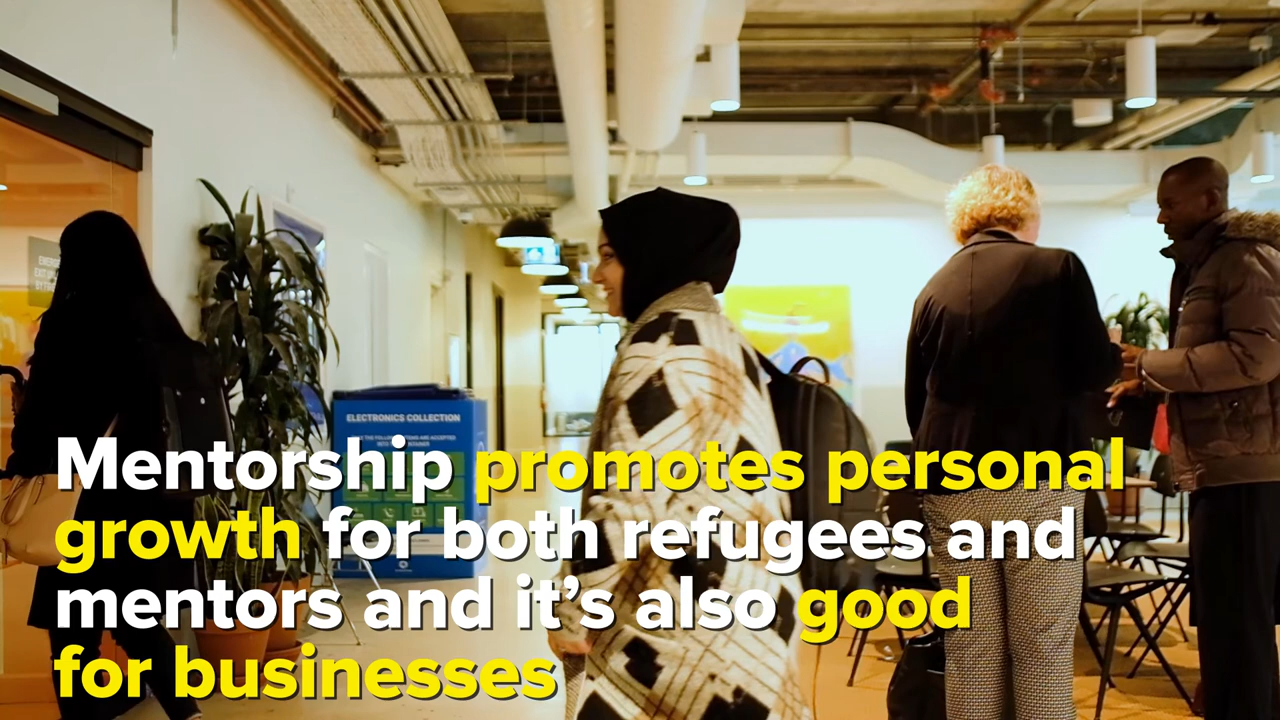 ELECTRONICS COLLECTION
Mentorship promotes personal
growth for both refugees and
mentors and it’s also good
for businesses